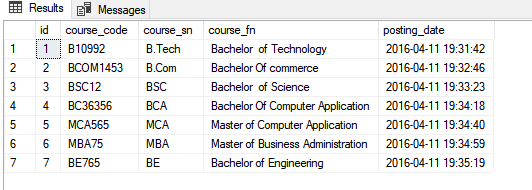 Results Messages
id course_code course_sn course_fn posting_date
1 1 B10992 B.Tech Bachelor of Technology 2016-04-11 19:31:42
2 2 BCOM1453 B.Com Bachelor Of commerce 2016-04-11 19:32:46
3 3 BSC12 BSC Bachelor of Science 2016-04-11 19:33:23
4 4 BC36356 BCA Bachelor Of Computer Application 2016-04-11 19:34:18
5 5 MCA565 MCA Master of Computer Application 2016-04-11 19:34:40
6 6 MBA75 MBA Master of Business Administration 2016-04-11 19:34:59
7 7 BE765 BE Bachelor of Engineering 2016-04-11 19:35:19